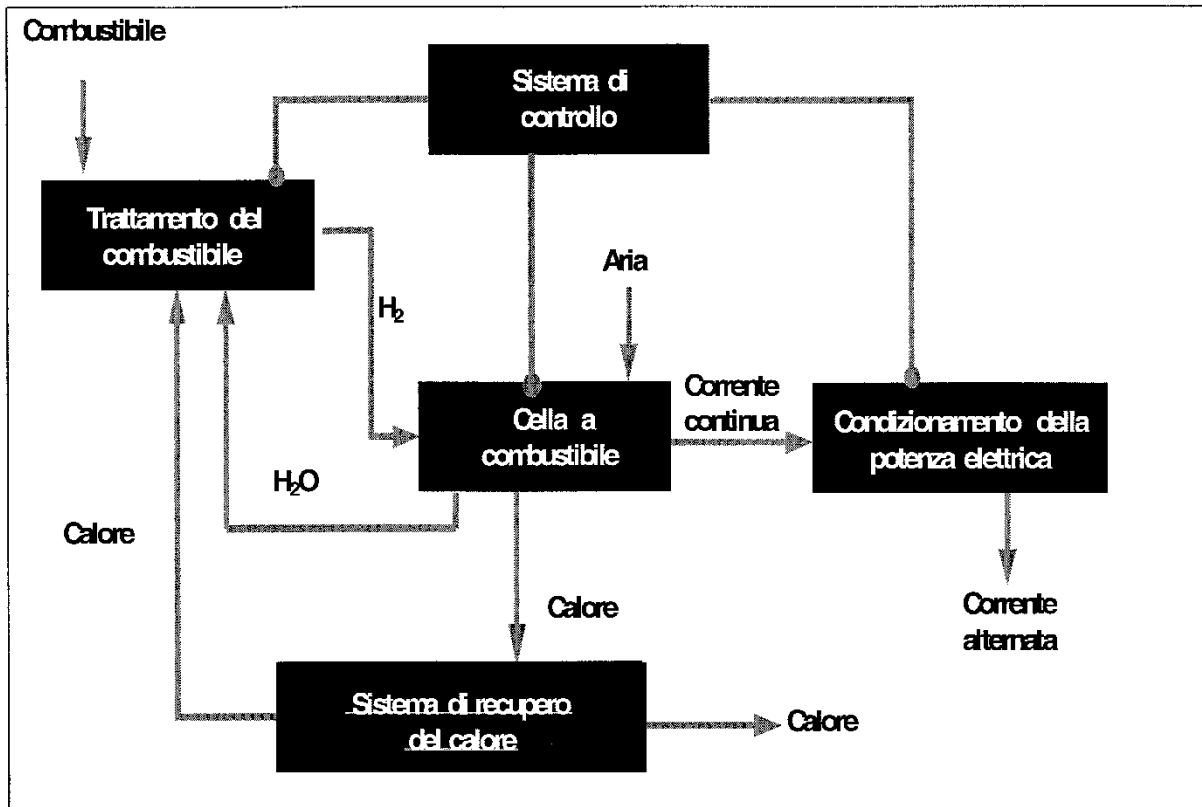 Combustibile
Sistema di
controllo
Trattamento del
combustibile
Aria
H₂
Corrente
continua
Cella a
combustibile
Condizionamento della
potenza elettrica
H₂O
Calore
Calore
Corrente
alternata
Sistema di recupero
del calore
Calore